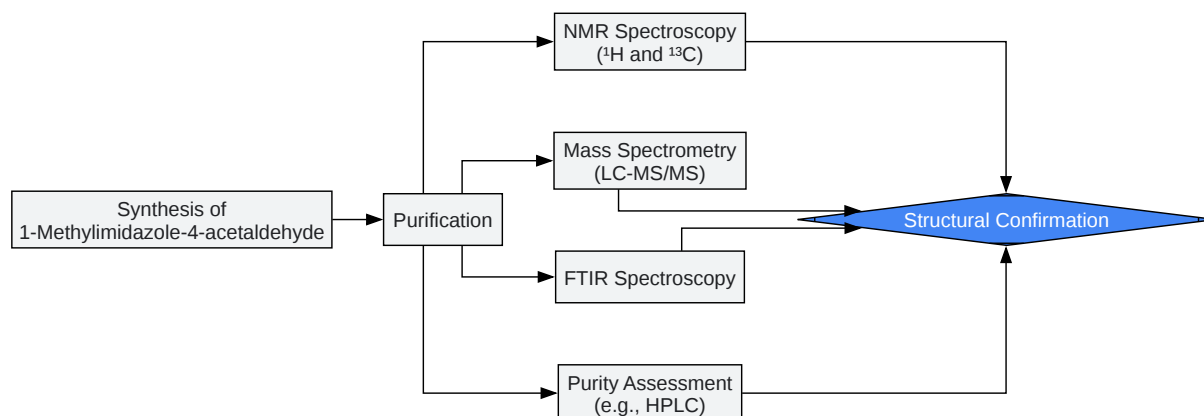 NMR Spectroscopy
(¹H and ¹³C)
Mass Spectrometry
(LC-MS/MS)
Synthesis of
1-Methylimidazole-4-acetaldehyde
Purification
Structural Confirmation
FTIR Spectroscopy
Purity Assessment
(e.g., HPLC)